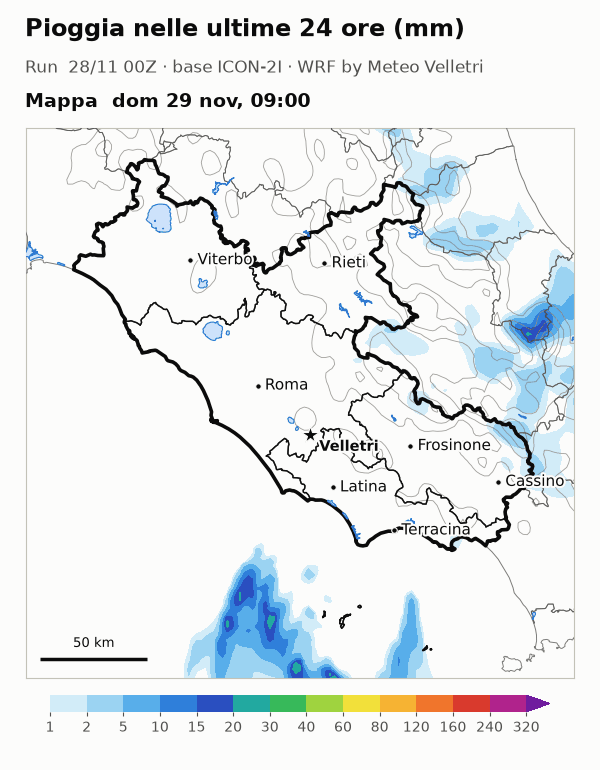 Pioggia nelle ultime 24 ore (mm)
Run  28/11 00Z · base ICON-2I · WRF by Meteo Velletri
Mappa  dom 29 nov, 09:00
Viterbo
Rieti
Roma
Velletri
Frosinone
Cassino
Latina
Terracina
50 km
1 2 5 10 15 20 30 40 60 80 120 160 240 320